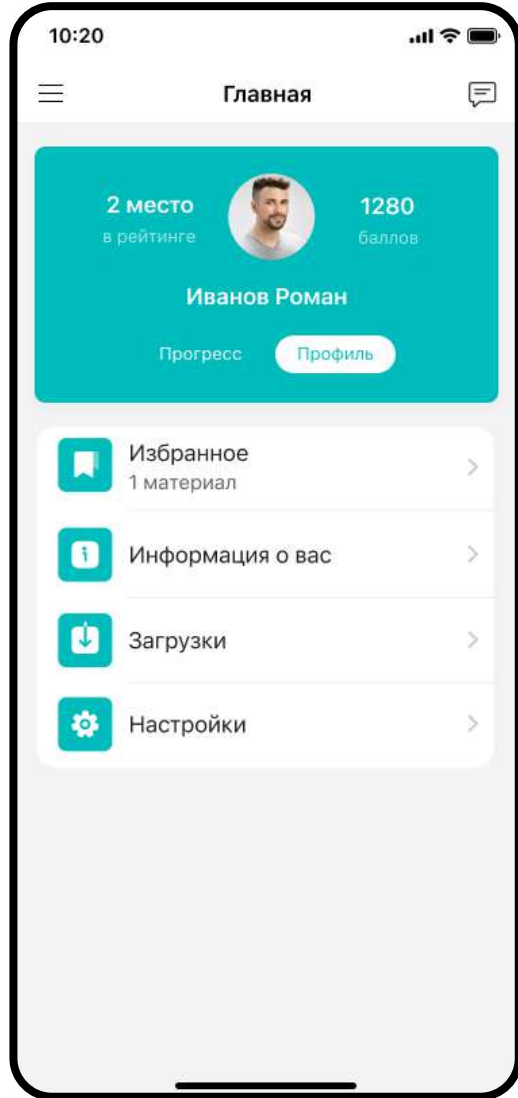 10:20
Главная
2 место
в рейтинге
1280
баллов
Иванов Роман
Прогресс
Профиль
Избранное
1 материал
Информация о вас
Загрузки
Настройки